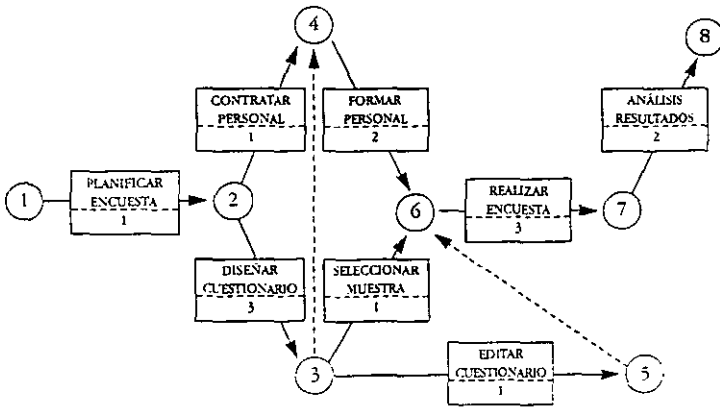 4
8
CONTRATAR
PERSONAL
1
FORMAR
PERSONAL
2
ANÁLISIS
RESULTADOS
2
1
PLANIFICAR
ENCUESTA
1
2
6
REALIZAR
ENCUESTA
3
7
DISEÑAR
CUESTIONARIO
3
SELECCIONAR
MUESTRA
1
3
EDITAR
CUESTIONARIO
1
5